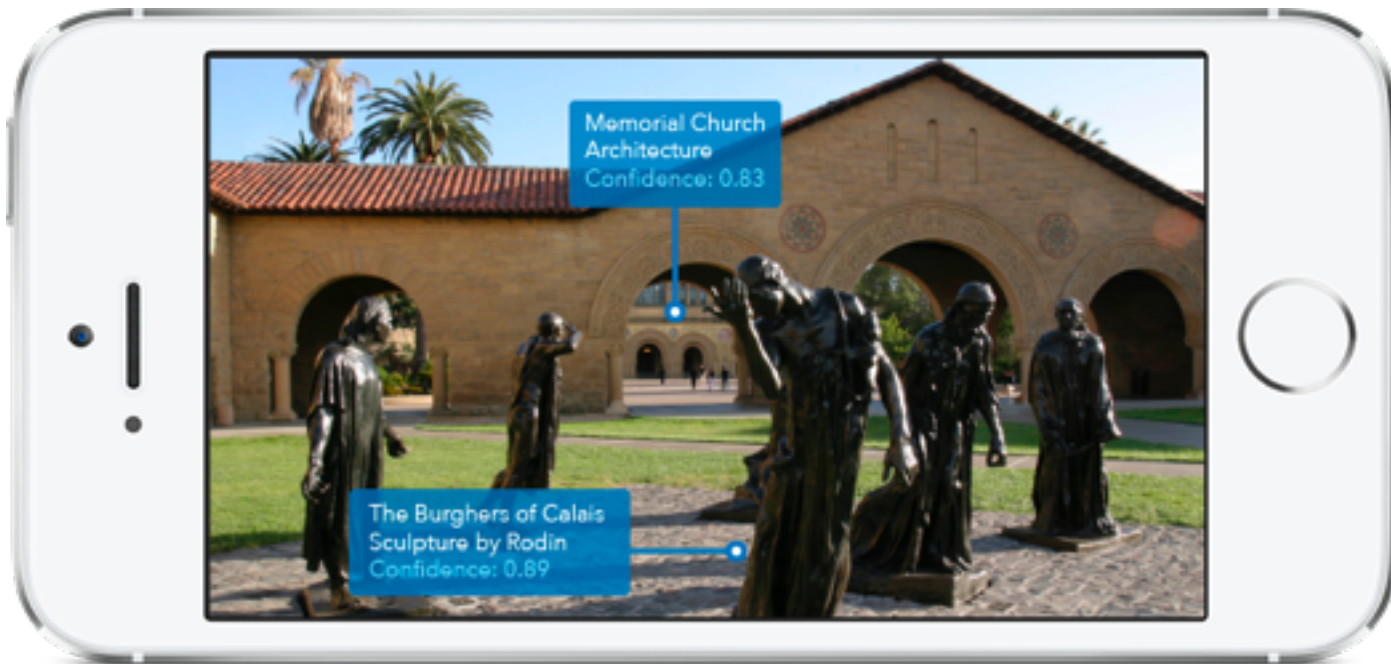 Memorial Church
Architecture
Confidence: 0.83
The Burghers of Calais
Sculpture by Rodin
Confidence: 0.89